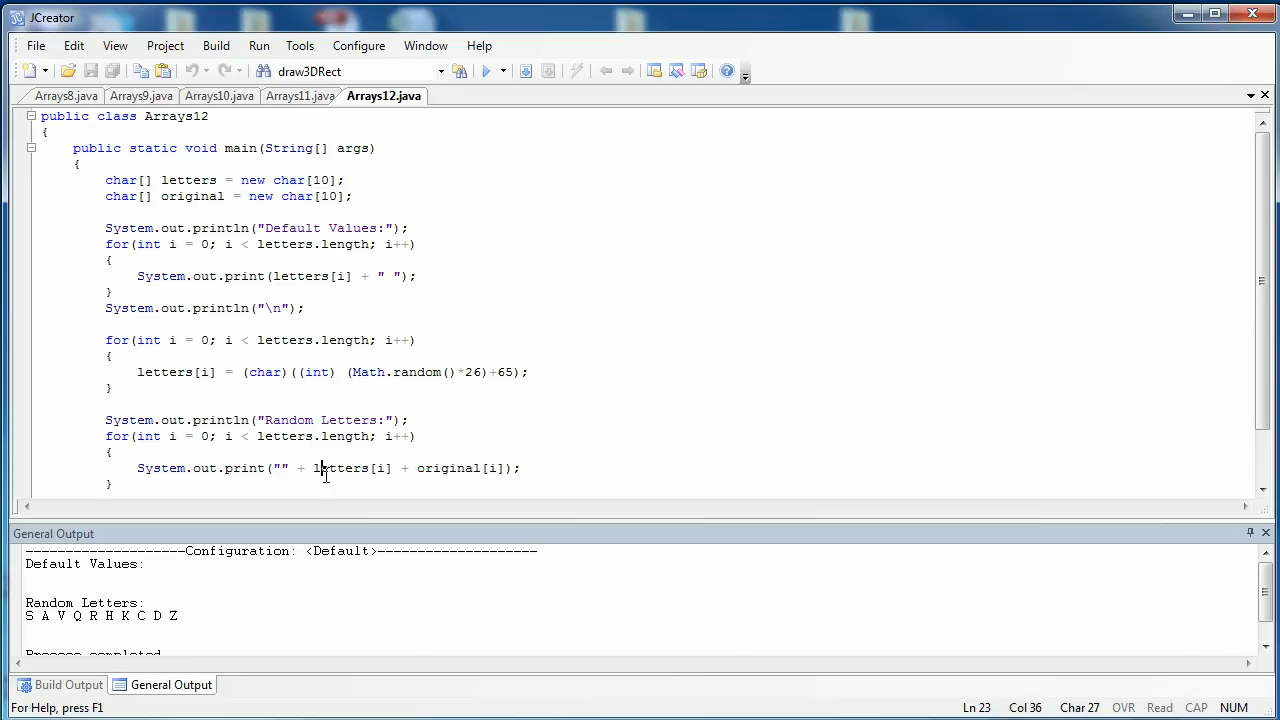 JCreator
File Edit View Project Build Run Tools Configure Window Help
draw3DRect
Arrays8.java Arrays9.java Arrays10.java Arrays11.java Arrays12.java
public class Arrays12
{
public static void main(String[] args)
{
char[] letters = new char[10];
char[] original = new char[10];
System.out.println("Default Values:");
for(int i = 0; i < letters.length; i++)
{
System.out.print(letters[i] + " ");
}
System.out.println("\n");
for(int i = 0; i < letters.length; i++)
{
letters[i] = (char)((int) (Math.random()*26)+65);
}
System.out.println("Random Letters:");
for(int i = 0; i < letters.length; i++)
{
System.out.print("" + letters[i] + original[i]);
}
General Output
--------------------Configuration: <Default>--------------------
Default Values:
Random Letters:
S A V Q R H K C D Z
Process completed
Build Output General Output
For Help, press F1 Ln 23 Col 36 Char 27 OVR Read CAP NUM